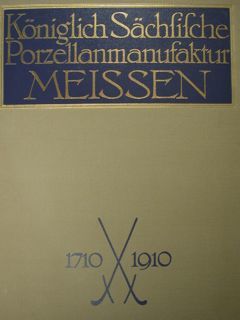 Königlich Sächsische
Porzellanmanufaktur
MEISSEN
1710 1910